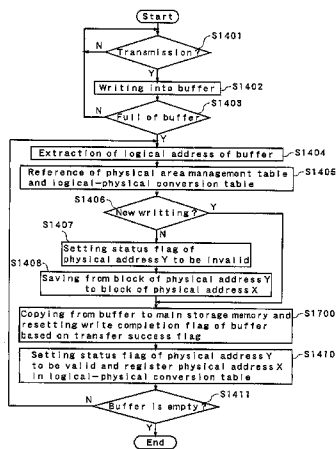 Start
S1401
N
Transmission?
Y
Writing into buffer
S1402
S1403
N
Full of buffer
Y
Extraction of logical address of buffer
S1404
Reference of physical area management table
and logical-physical conversion table
S1405
S1406
New writting?
Y
S1407
N
Setting status flag of
physical address Y to be invalid
S1408
Saving from block of physical address Y
to block of physical address X
Copying from buffer to main storage memory and
resetting write completion flag of buffer
based on transfer success flag
S1700
Setting status flag of physical address Y
to be valid and register physical address X
in logical-physical conversion table
S1410
S1411
N
Buffer is empty?
Y
End